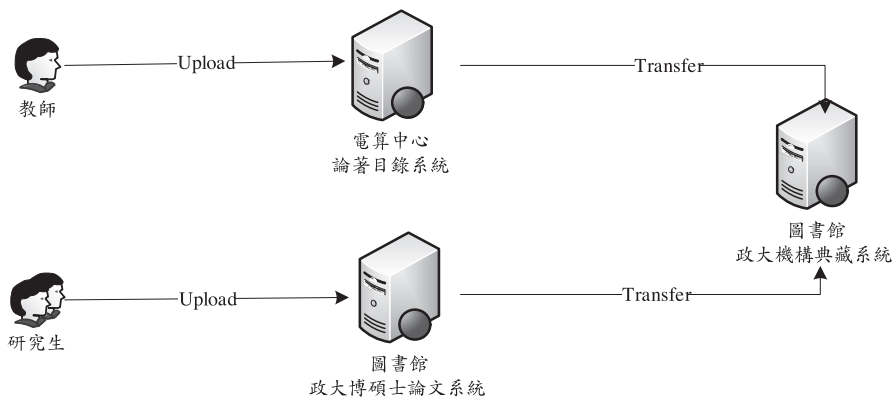 Upload
Transfer
教師
電算中心
論著目錄系統
圖書館
政大機構典藏系統
Upload
Transfer
研究生
圖書館
政大博碩士論文系統